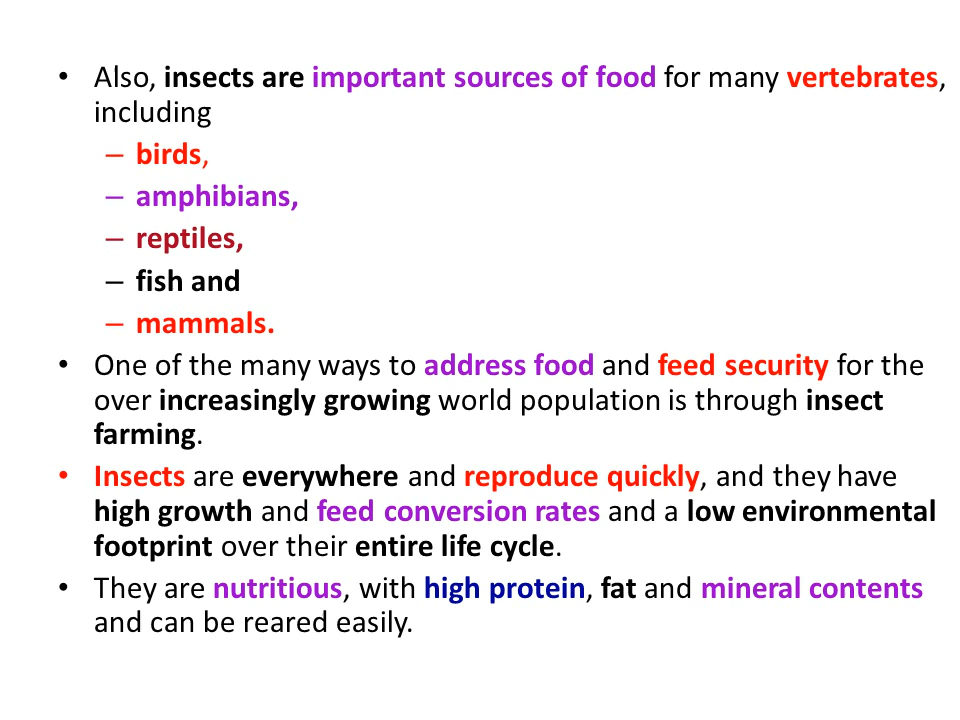 • Also, insects are important sources of food for many vertebrates,
including
– birds,
– amphibians,
– reptiles,
– fish and
– mammals.
• One of the many ways to address food and feed security for the
over increasingly growing world population is through insect
farming.
• Insects are everywhere and reproduce quickly, and they have
high growth and feed conversion rates and a low environmental
footprint over their entire life cycle.
• They are nutritious, with high protein, fat and mineral contents
and can be reared easily.